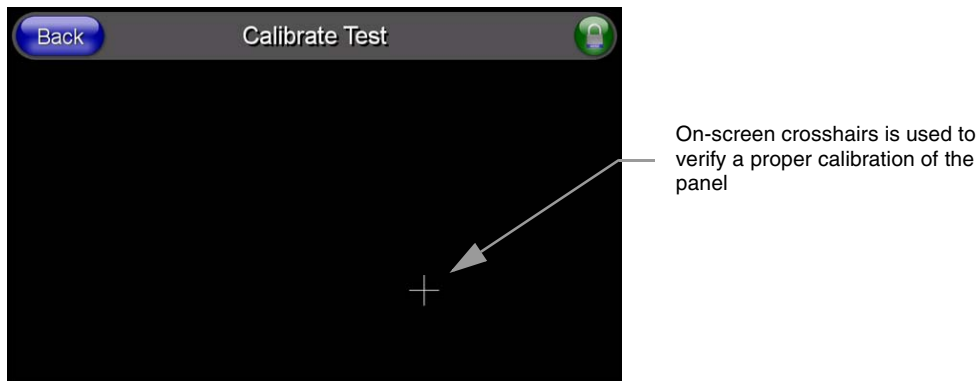 Back
Calibrate Test
On-screen crosshairs is used to
verify a proper calibration of the
panel